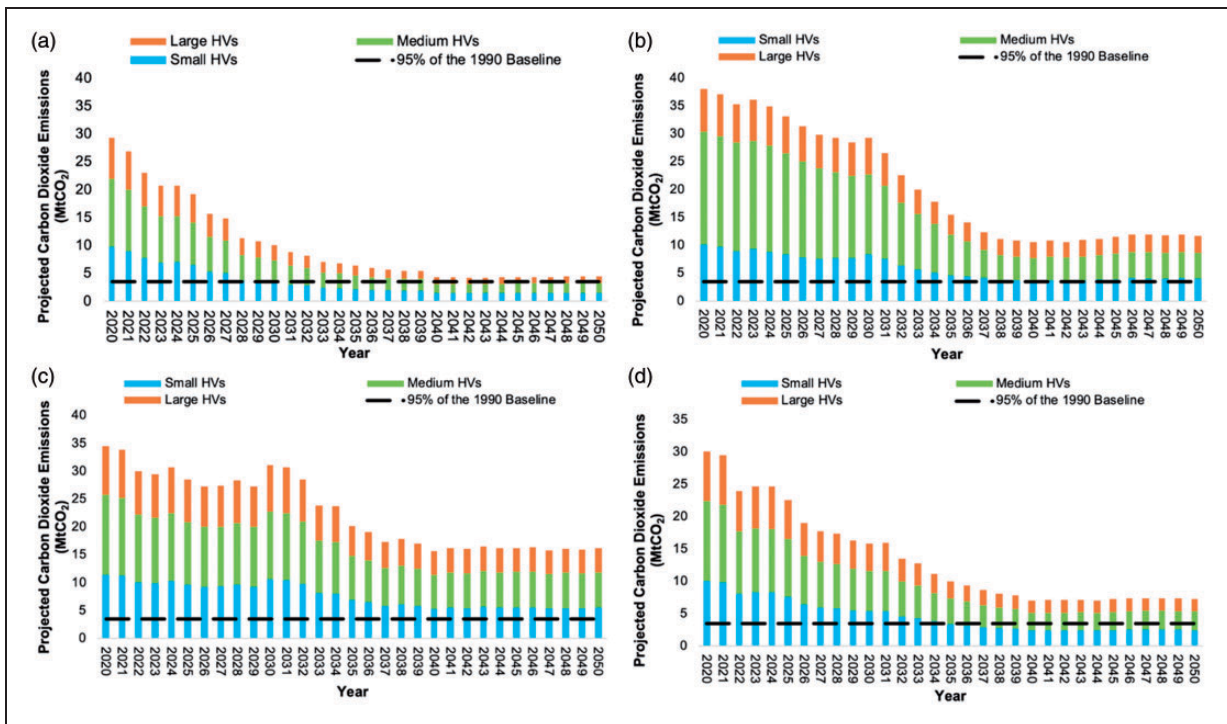 (a)
Large HVs
Medium HVs
Small HVs
•95% of the 1990 Baseline
Projected Carbon Dioxide Emissions
(MtCO2)
40
35
30
25
20
15
10
5
0
2020 2021 2022 2023 2024 2025 2026 2027 2028 2029 2030 2031 2032 2033 2034 2035 2036 2037 2038 2039 2040 2041 2042 2043 2044 2045 2046 2047 2048 2049 2050
Year
(b)
Small HVs
Medium HVs
Large HVs
•95% of the 1990 Baseline
Projected Carbon Dioxide Emissions
(MtCO2)
40
35
30
25
20
15
10
5
0
2020 2021 2022 2023 2024 2025 2026 2027 2028 2029 2030 2031 2032 2033 2034 2035 2036 2037 2038 2039 2040 2041 2042 2043 2044 2045 2046 2047 2048 2049 2050
Year
(c)
Small HVs
Medium HVs
Large HVs
•95% of the 1990 Baseline
Projected Carbon Dioxide Emissions
(MtCO2)
40
35
30
25
20
15
10
5
0
2020 2021 2022 2023 2024 2025 2026 2027 2028 2029 2030 2031 2032 2033 2034 2035 2036 2037 2038 2039 2040 2041 2042 2043 2044 2045 2046 2047 2048 2049 2050
Year
(d)
Small HVs
Medium HVs
Large HVs
•95% of the 1990 Baseline
Projected Carbon Dioxide Emissions
(MtCO2)
35
30
25
20
15
10
5
0
2020 2021 2022 2023 2024 2025 2026 2027 2028 2029 2030 2031 2032 2033 2034 2035 2036 2037 2038 2039 2040 2041 2042 2043 2044 2045 2046 2047 2048 2049 2050
Year